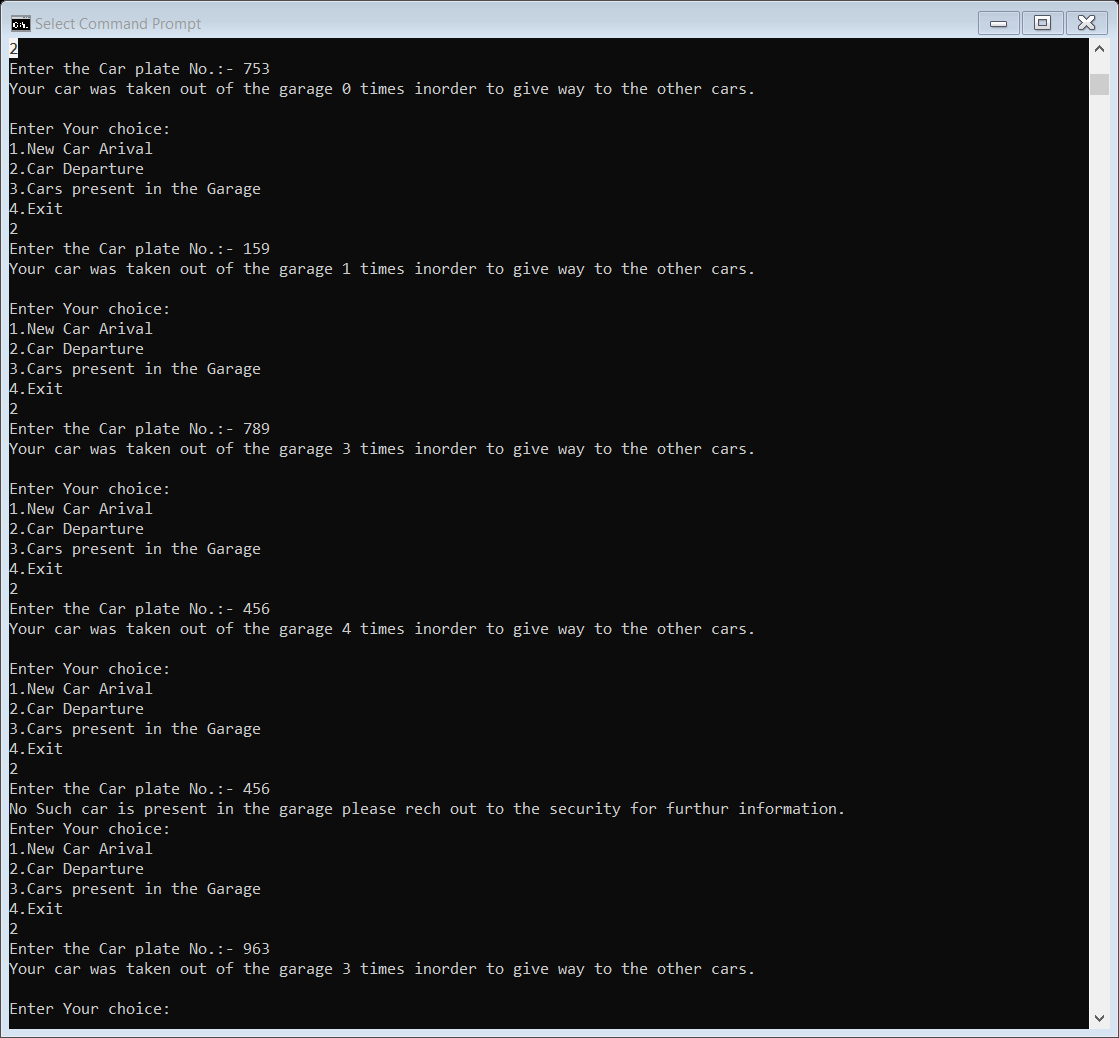 Select Command Prompt
2
Enter the Car plate No.:- 753
Your car was taken out of the garage 0 times inorder to give way to the other cars.
Enter Your choice:
1.New Car Arival
2.Car Departure
3.Cars present in the Garage
4.Exit
2
Enter the Car plate No.:- 159
Your car was taken out of the garage 1 times inorder to give way to the other cars.
Enter Your choice:
1.New Car Arival
2.Car Departure
3.Cars present in the Garage
4.Exit
2
Enter the Car plate No.:- 789
Your car was taken out of the garage 3 times inorder to give way to the other cars.
Enter Your choice:
1.New Car Arival
2.Car Departure
3.Cars present in the Garage
4.Exit
2
Enter the Car plate No.:- 456
Your car was taken out of the garage 4 times inorder to give way to the other cars.
Enter Your choice:
1.New Car Arival
2.Car Departure
3.Cars present in the Garage
4.Exit
2
Enter the Car plate No.:- 456
No Such car is present in the garage please rech out to the security for furthur information.
Enter Your choice:
1.New Car Arival
2.Car Departure
3.Cars present in the Garage
4.Exit
2
Enter the Car plate No.:- 963
Your car was taken out of the garage 3 times inorder to give way to the other cars.
Enter Your choice: